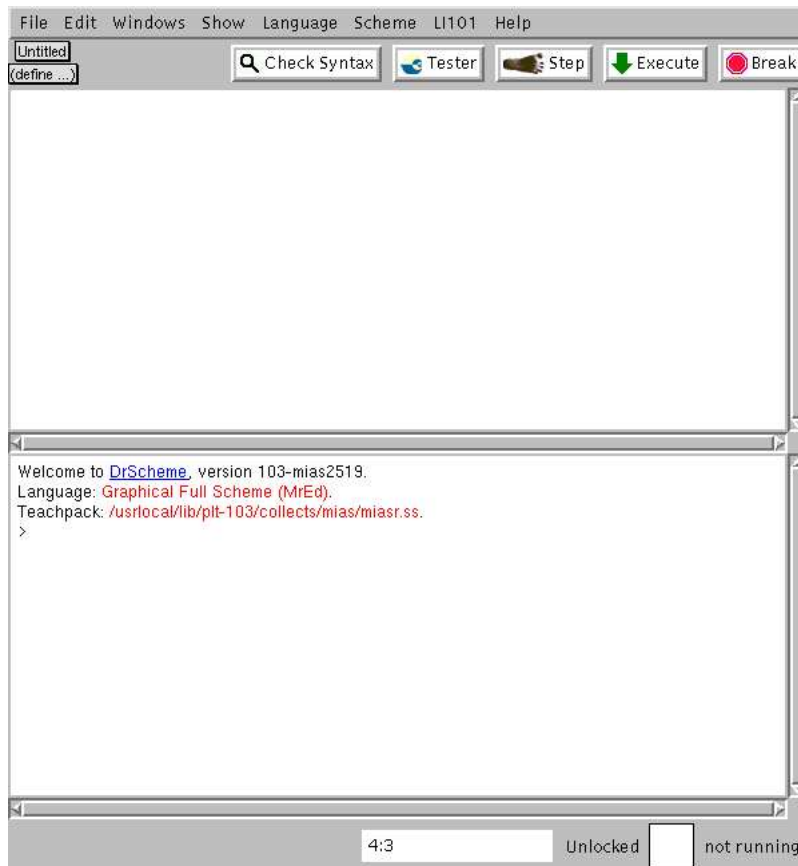 File Edit Windows Show Language Scheme LI101 Help
Untitled
(define ...)
Check Syntax Tester Step Execute Break
Welcome to DrScheme, version 103-mias2519.
Language: Graphical Full Scheme (MrEd).
Teachpack: /usrlocal/lib/plt-103/collects/mias/miasr.ss.
>
4:3 Unlocked not running